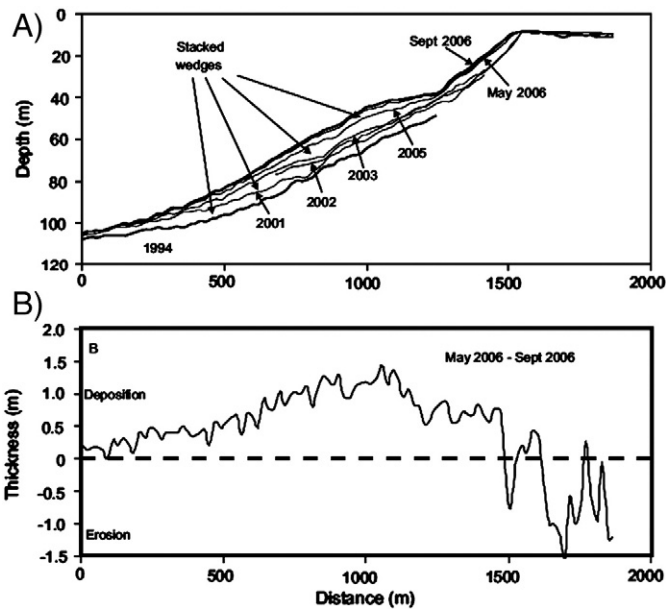 A)
0
20
40
60
80
100
120
Depth (m)
Stacked
wedges
Sept 2006
May 2006
2005
2003
2002
2001
1994
0
500
1000
1500
2000
B)
2.0
1.5
1.0
0.5
0
-0.5
-1.0
-1.5
Thickness (m)
B
May 2006 - Sept 2006
Deposition
Erosion
0
500
1000
1500
2000
Distance (m)